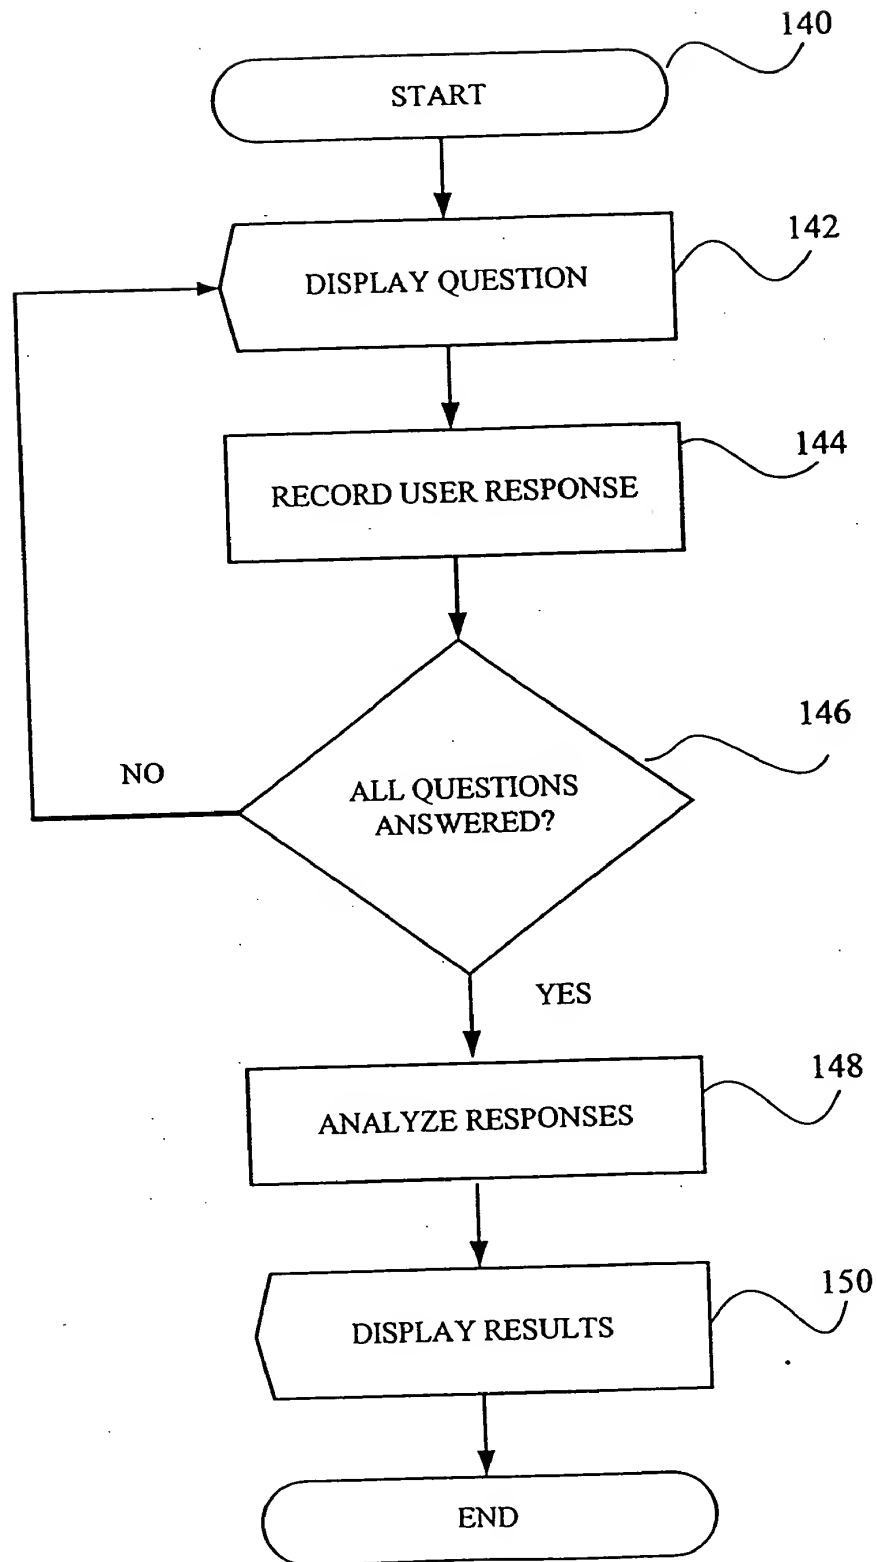 140
START
142
DISPLAY QUESTION
144
RECORD USER RESPONSE
146
NO
ALL QUESTIONS
ANSWERED?
YES
148
ANALYZE RESPONSES
150
DISPLAY RESULTS
END